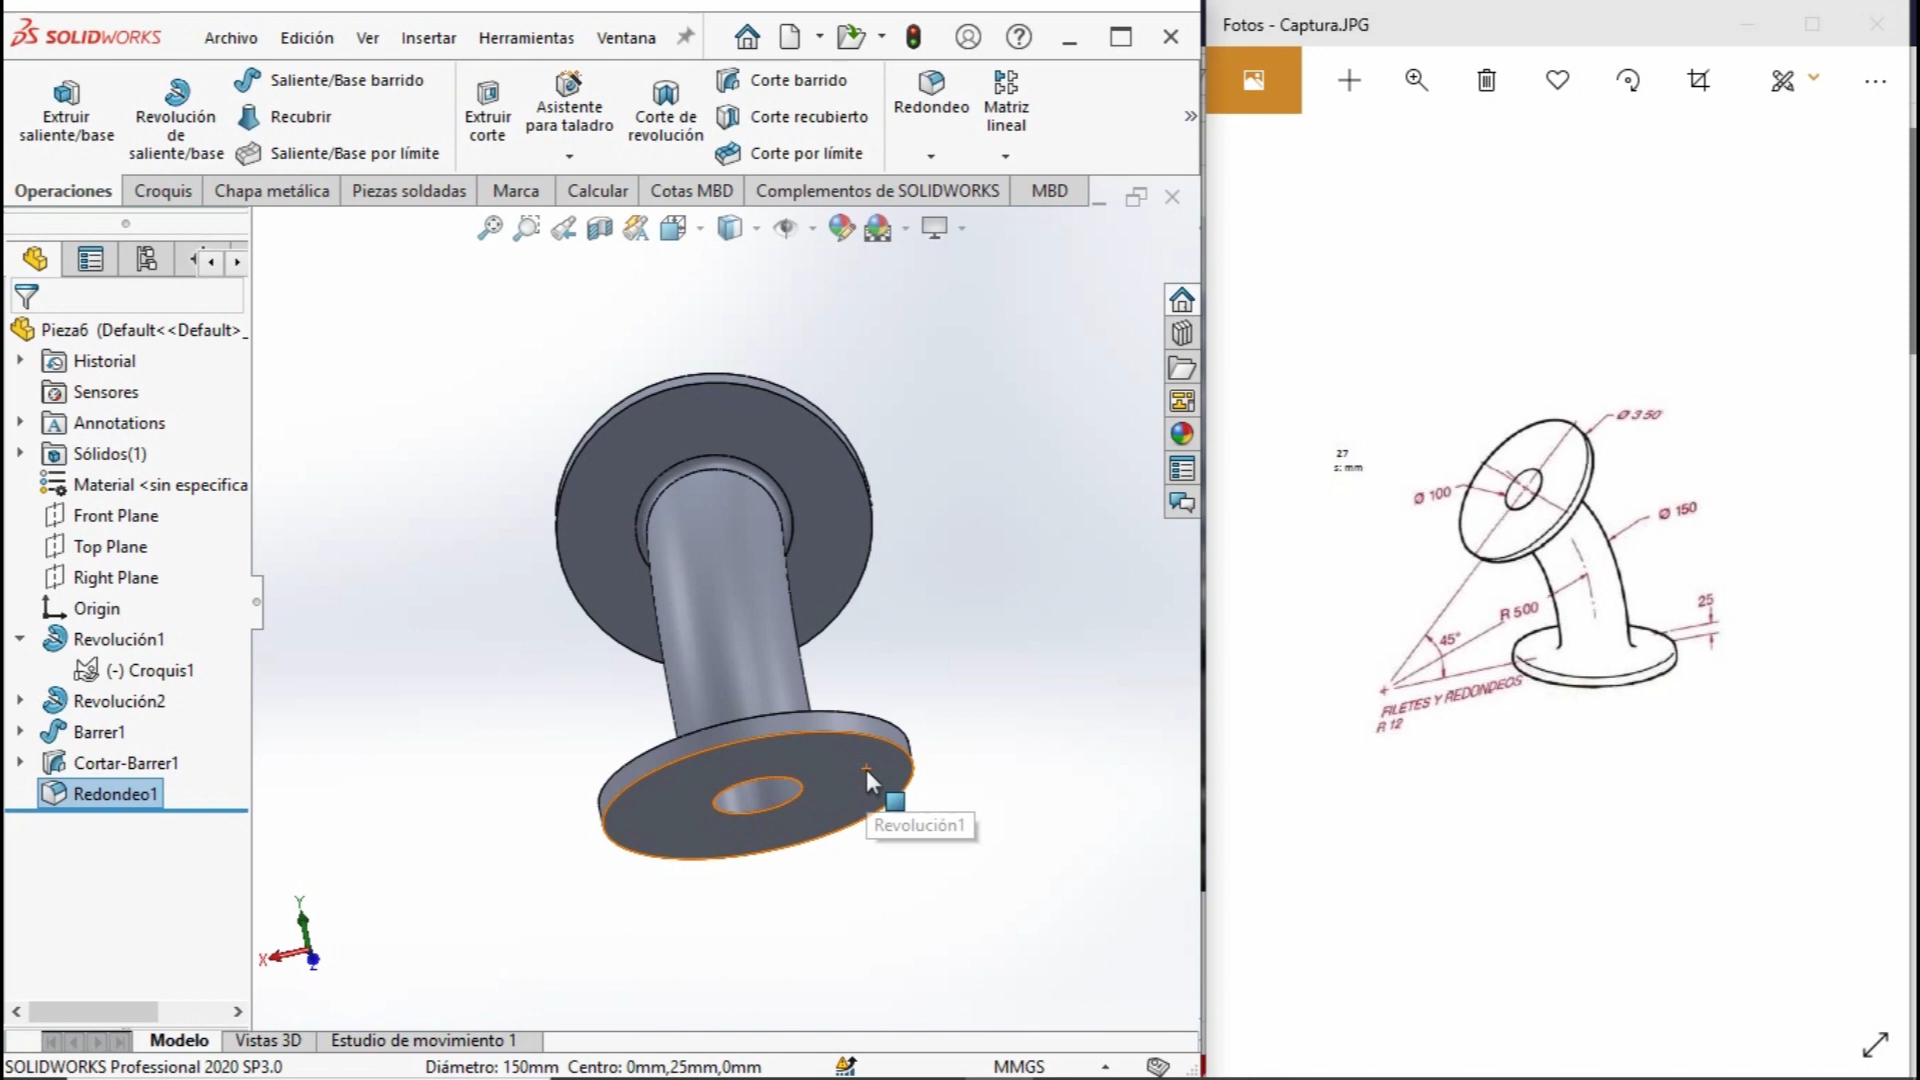 SOLIDWORKS
Archivo Edición Ver Insertar Herramientas Ventana
Extruir saliente/base
Revolución de saliente/base
Saliente/Base barrido
Recubrir
Saliente/Base por límite
Extruir corte
Asistente para taladro
Corte de revolución
Corte barrido
Corte recubierto
Corte por límite
Redondeo
Matriz lineal
Operaciones Croquis Chapa metálica Piezas soldadas Marca Calcular Cotas MBD Complementos de SOLIDWORKS MBD
Pieza6 (Default<<Default>_
Historial
Sensores
Annotations
Sólidos(1)
Material <sin especifica
Front Plane
Top Plane
Right Plane
Origin
Revolución1
(-) Croquis1
Revolución2
Barrer1
Cortar-Barrer1
Redondeo1
Revolución1
Y
X
Z
Modelo Vistas 3D Estudio de movimiento 1
SOLIDWORKS Professional 2020 SP3.0 Diámetro: 150mm Centro: 0mm,25mm,0mm MMGS
Fotos - Captura.JPG
27
s: mm
Ø 350
Ø 100
Ø 150
R 500
25
45°
FILETES Y REDONDEOS
R 12